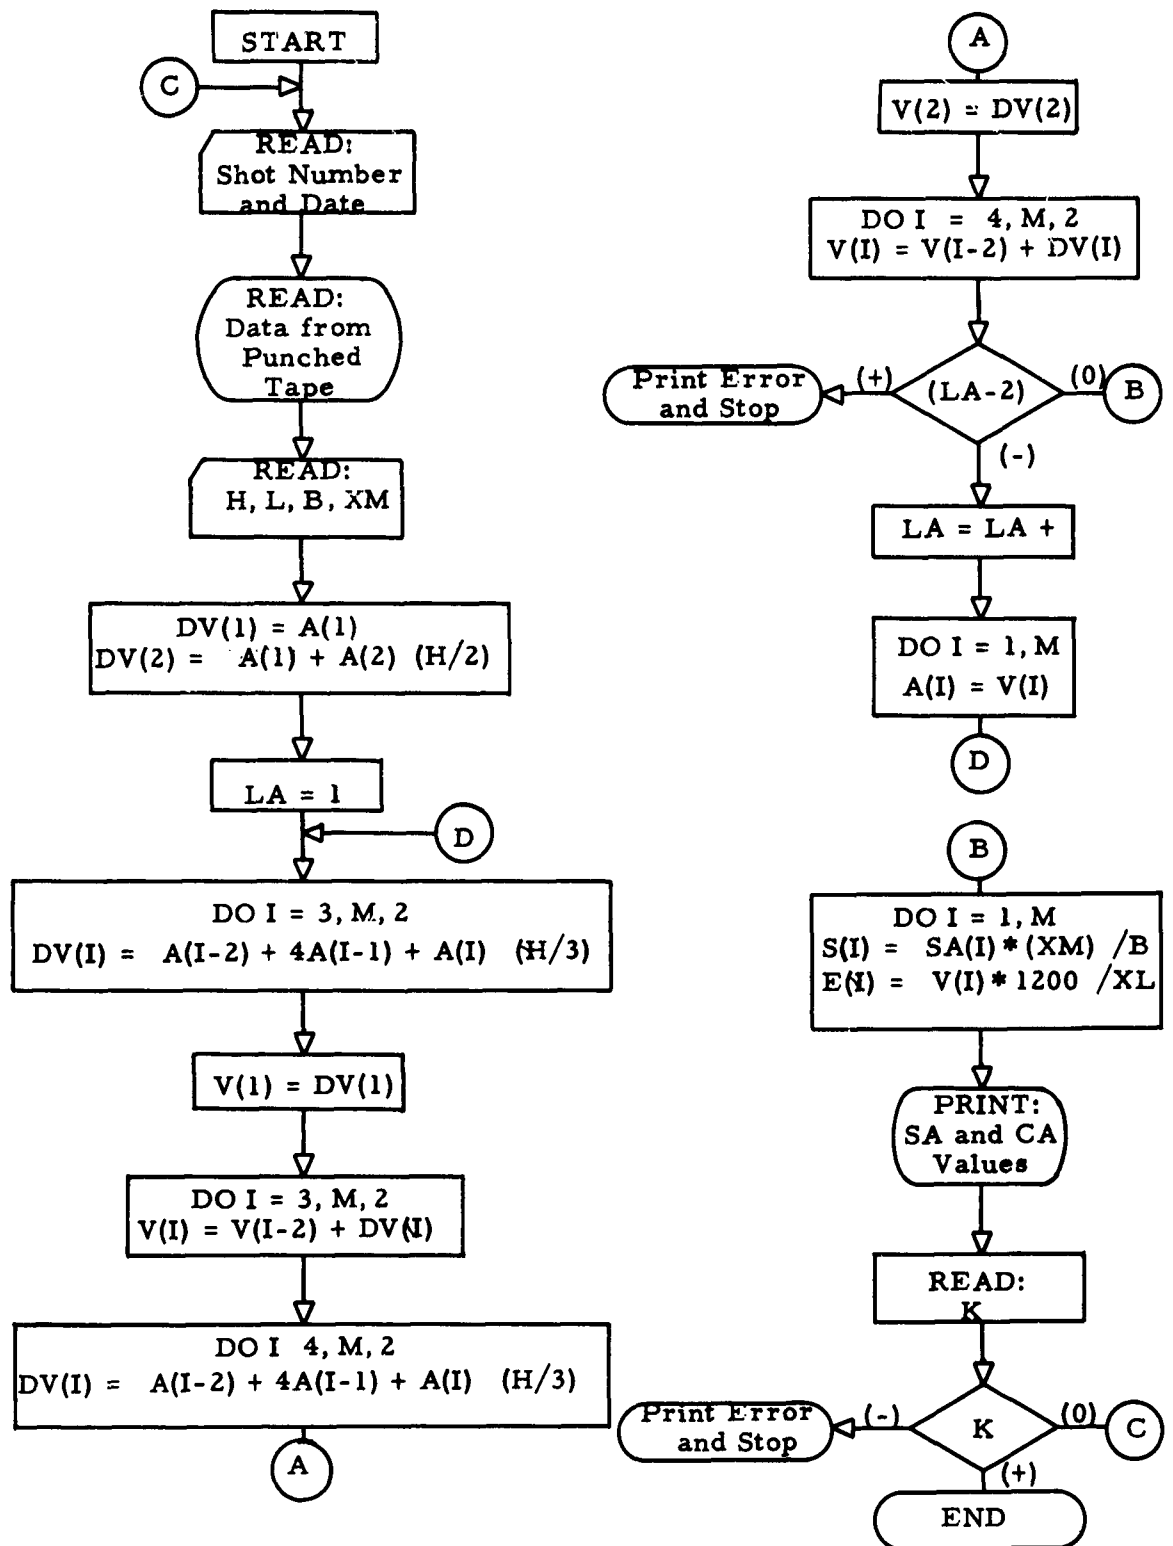 START
C
READ:
Shot Number
and Date
READ:
Data from
Punched
Tape
READ:
H, L, B, XM
DV(1) = A(1)
DV(2) = A(1) + A(2) (H/2)
LA = 1
D
DO I = 3, M, 2
DV(I) = A(I-2) + 4A(I-1) + A(I) (H/3)
V(1) = DV(1)
DO I = 3, M, 2
V(I) = V(I-2) + DV(I)
DO I 4, M, 2
DV(I) = A(I-2) + 4A(I-1) + A(I) (H/3)
A
A
V(2) = DV(2)
DO I = 4, M, 2
V(I) = V(I-2) + DV(I)
Print Error
and Stop
(+)
(LA-2)
(0)
B
(-)
LA = LA +
DO I = 1, M
A(I) = V(I)
D
B
DO I = 1, M
S(I) = SA(I) * (XM) /B
E(I) = V(I) * 1200 /XL
PRINT:
SA and CA
Values
READ:
K
Print Error
and Stop
(-)
K
(0)
C
(+)
END